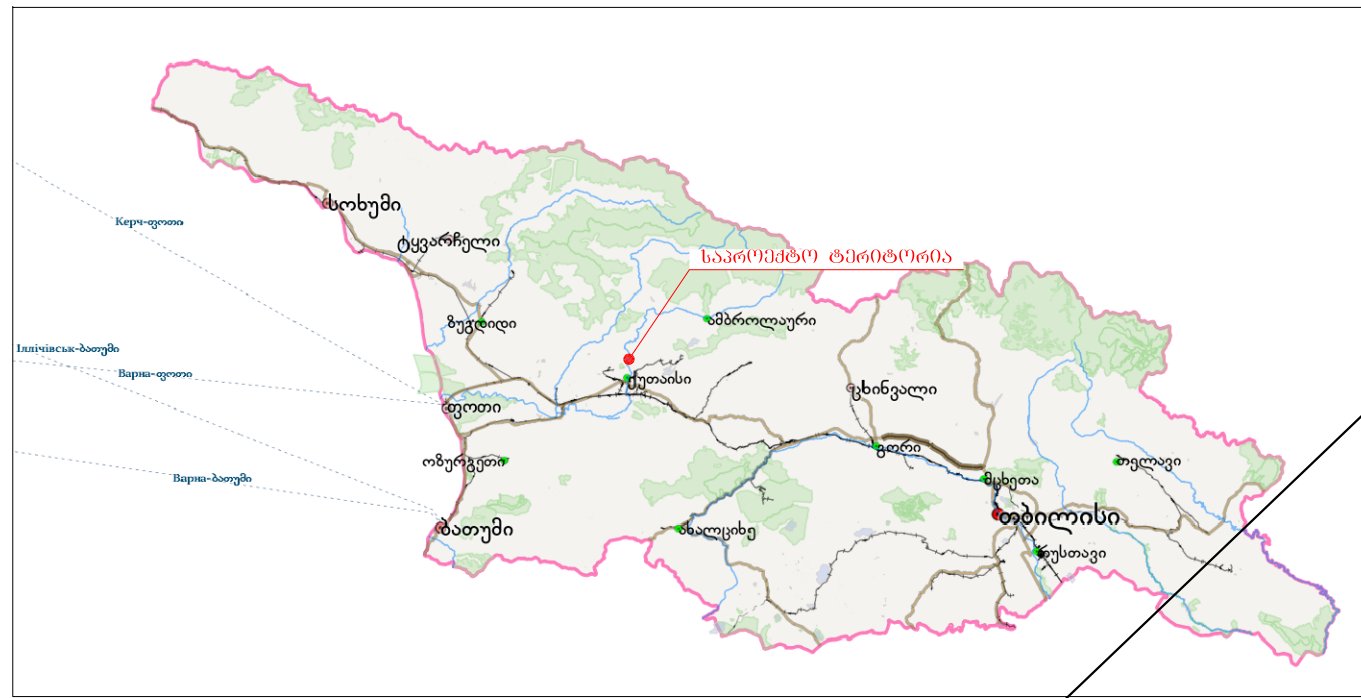 სოხუმი
Керч-ფოთი
ტყვარჩელი
საპროექტო ტერიტორია
ამბროლაური
ზუგდიდი
Іллічівськ-ბათუმი
Варна-ფოთი
ქუთაისი
ცხინვალი
ფოთი
გორი
ოზურგეთი
თელავი
Варна-ბათუმი
მცხეთა
თბილისი
ბათუმი
ახალციხე
რუსთავი